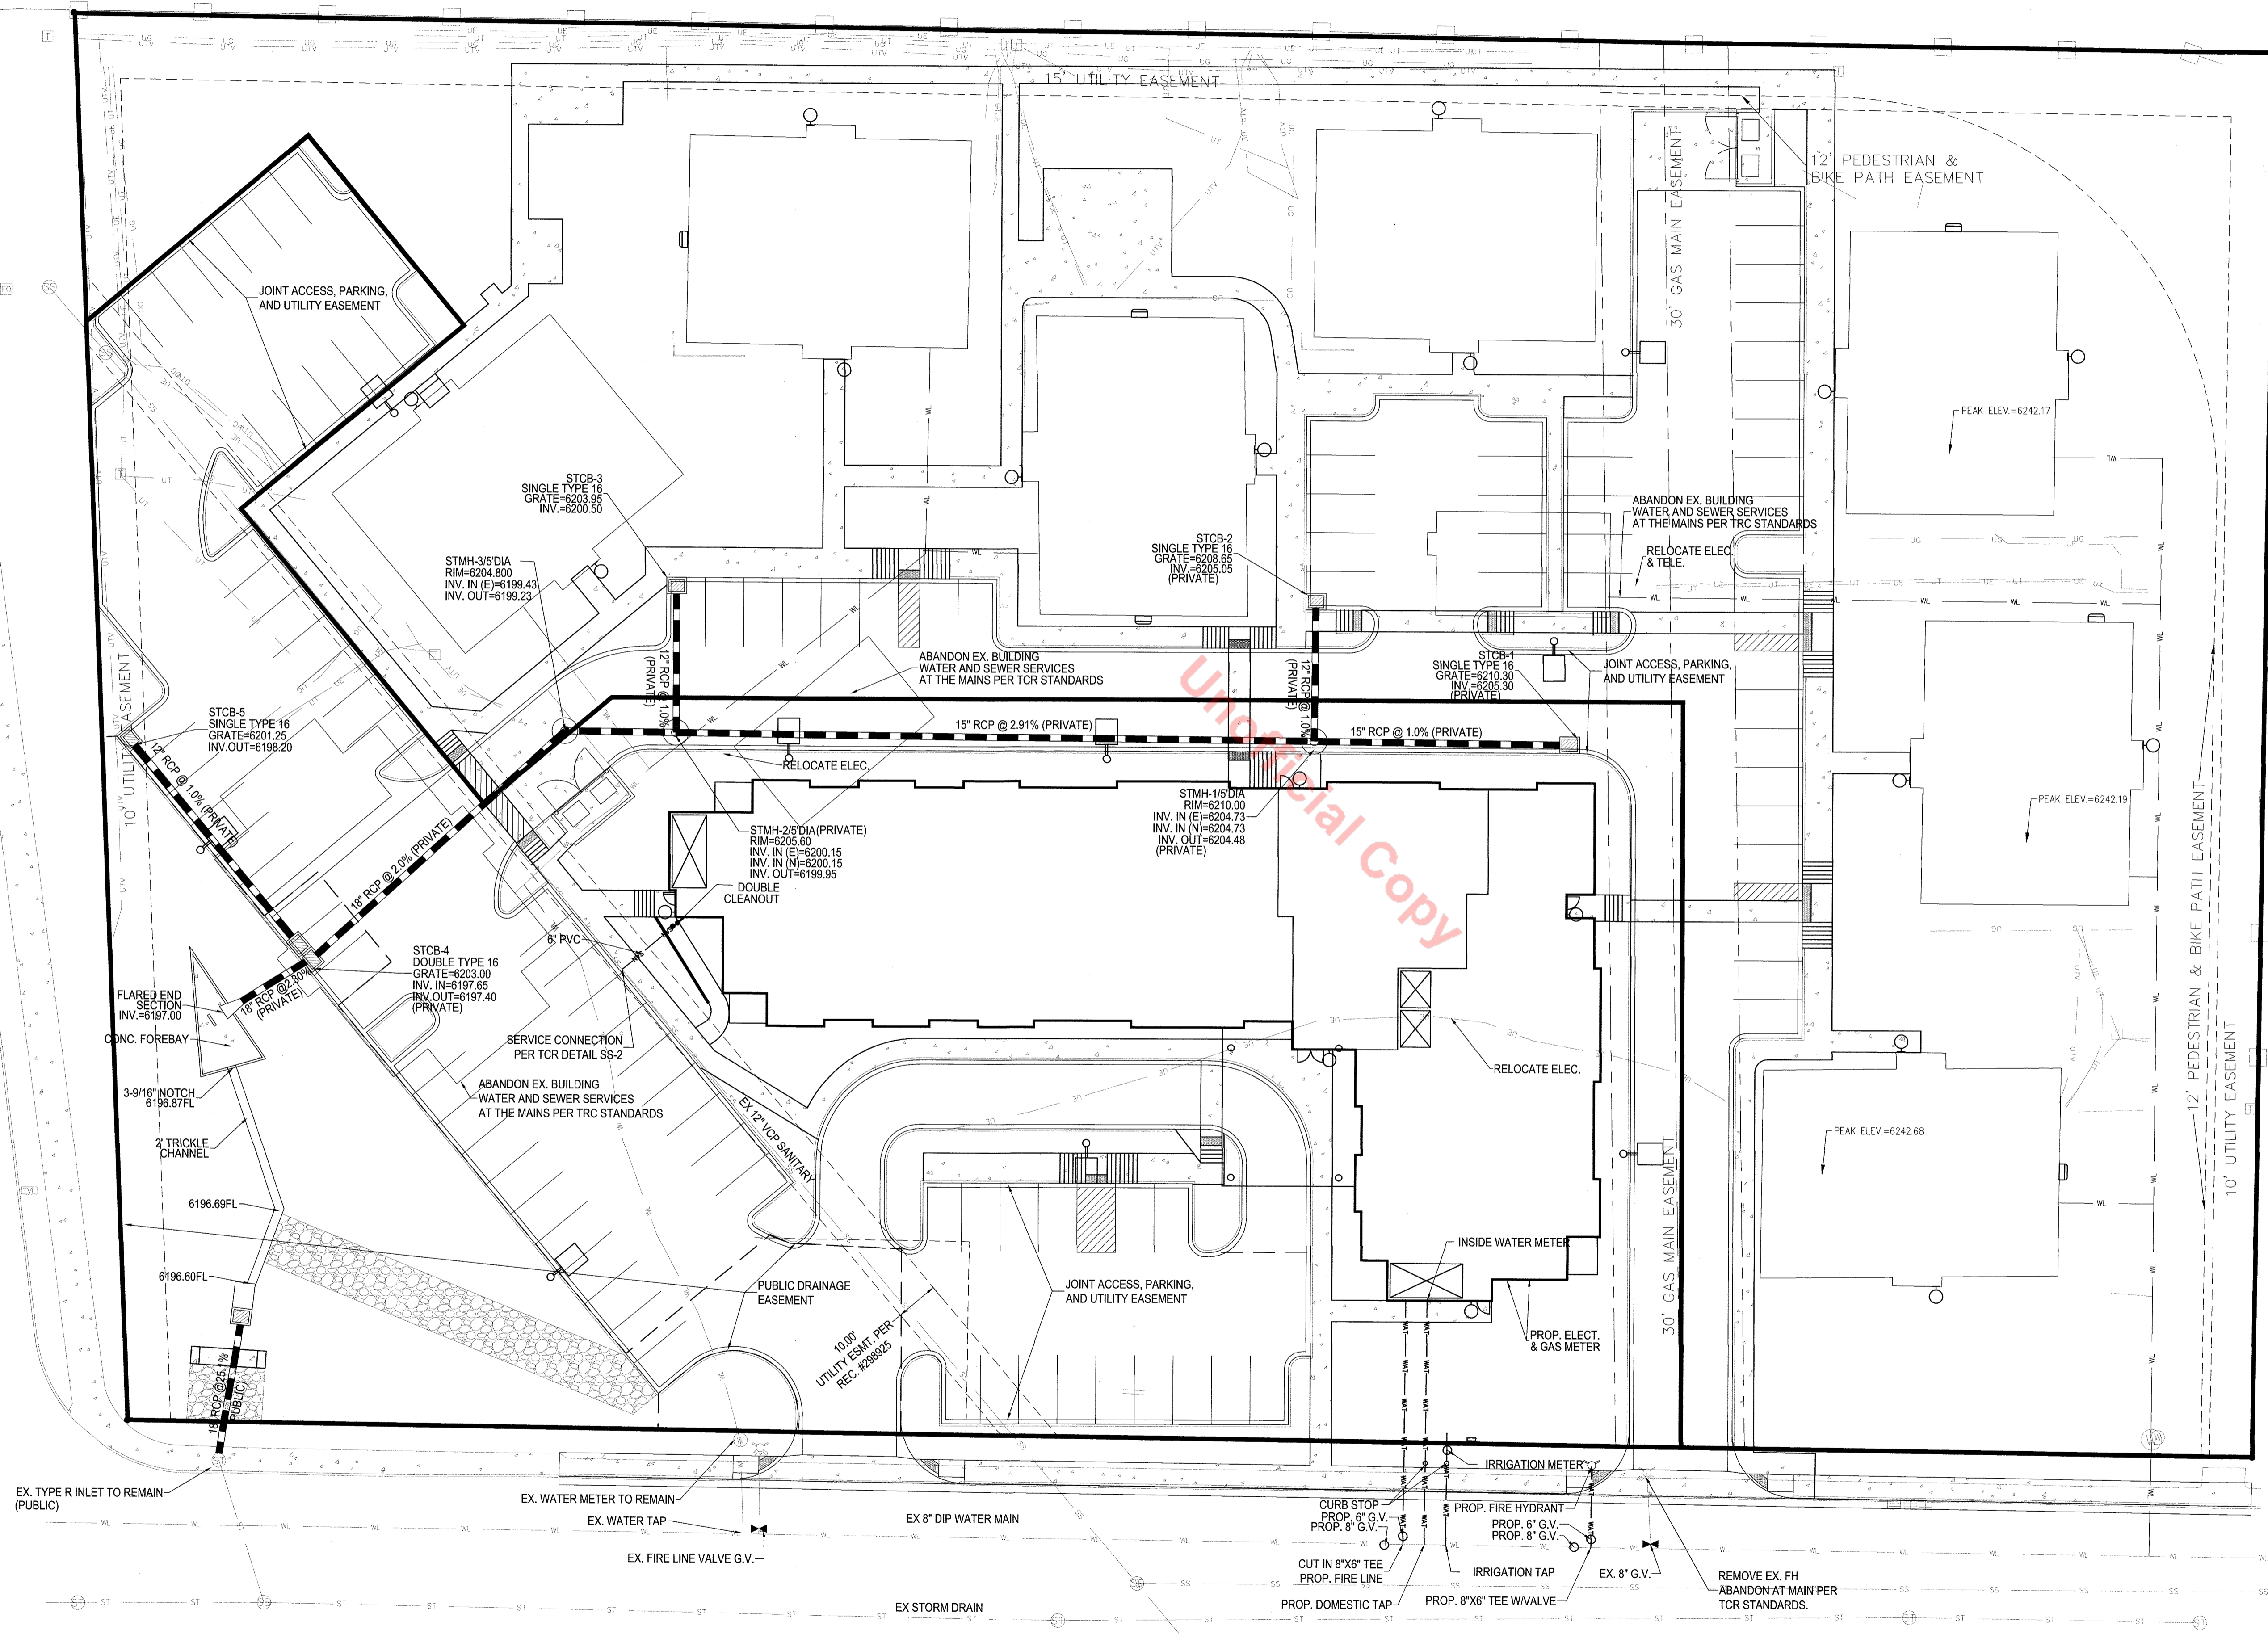 15' UTILITY EASEMENT
12' PEDESTRIAN &
BIKE PATH EASEMENT
30' GAS MAIN EASEMENT
JOINT ACCESS, PARKING,
AND UTILITY EASEMENT
PEAK ELEV.=6242.17
STCB-3
SINGLE TYPE 16
GRATE=6203.95
INV.=6200.50
STMH-3/5'DIA
RIM=6204.800
INV. IN (E)=6199.43
INV. OUT=6199.23
STCB-2
SINGLE TYPE 16
GRATE=6208.65
INV.=6205.05
(PRIVATE)
ABANDON EX. BUILDING
WATER AND SEWER SERVICES
AT THE MAINS PER TRC STANDARDS
RELOCATE ELEC.
& TELE.
12" RCP @ 1.0%
(PRIVATE)
ABANDON EX. BUILDING
WATER AND SEWER SERVICES
AT THE MAINS PER TCR STANDARDS
12" RCP@ 1.0%
(PRIVATE)
STCB-1
SINGLE TYPE 16
GRATE=6210.30
INV.=6205.30
(PRIVATE)
JOINT ACCESS, PARKING,
AND UTILITY EASEMENT
10' UTILITY EASEMENT
STCB-5
SINGLE TYPE 16
GRATE=6201.25
INV.OUT=6198.20
12" RCP @ 1.0% (PRIVATE)
15" RCP @ 2.91% (PRIVATE)
15" RCP @ 1.0% (PRIVATE)
RELOCATE ELEC.
STMH-1/5'DIA
RIM=6210.00
INV. IN (E)=6204.73
INV. IN (N)=6204.73
INV. OUT=6204.48
(PRIVATE)
PEAK ELEV.=6242.19
18" RCP @ 2.0% (PRIVATE)
STMH-2/5'DIA(PRIVATE)
RIM=6205.60
INV. IN (E)=6200.15
INV. IN (N)=6200.15
INV. OUT=6199.95
DOUBLE
CLEANOUT
6" PVC
Unofficial Copy
STCB-4
DOUBLE TYPE 16
GRATE=6203.00
INV. IN=6197.65
INV.OUT=6197.40
(PRIVATE)
FLARED END
SECTION
INV.=6197.00
18" RCP @2.80%
(PRIVATE)
CONC. FOREBAY
SERVICE CONNECTION
PER TCR DETAIL SS-2
RELOCATE ELEC.
3-9/16" NOTCH
6196.87FL
ABANDON EX. BUILDING
WATER AND SEWER SERVICES
AT THE MAINS PER TRC STANDARDS
EX 12" VCP SANITARY
2' TRICKLE
CHANNEL
PEAK ELEV.=6242.68
12' PEDESTRIAN & BIKE PATH EASEMENT
10' UTILITY EASEMENT
30' GAS MAIN EASEMENT
6196.69FL
INSIDE WATER METER
6196.60FL
PUBLIC DRAINAGE
EASEMENT
JOINT ACCESS, PARKING,
AND UTILITY EASEMENT
10.00'
UTILITY ESMT. PER
REC. #298925
PROP. ELECT.
& GAS METER
18" RCP @25.1%
(PUBLIC)
EX. TYPE R INLET TO REMAIN
(PUBLIC)
EX. WATER METER TO REMAIN
EX. WATER TAP
EX. FIRE LINE VALVE G.V.
EX 8" DIP WATER MAIN
IRRIGATION METER
CURB STOP
PROP. 6" G.V.
PROP. 8" G.V.
PROP. FIRE HYDRANT
PROP. 6" G.V.
PROP. 8" G.V.
CUT IN 8"X6" TEE
PROP. FIRE LINE
IRRIGATION TAP
EX. 8" G.V.
PROP. DOMESTIC TAP
PROP. 8"X6" TEE W/VALVE
REMOVE EX. FH
ABANDON AT MAIN PER
TCR STANDARDS.
EX STORM DRAIN